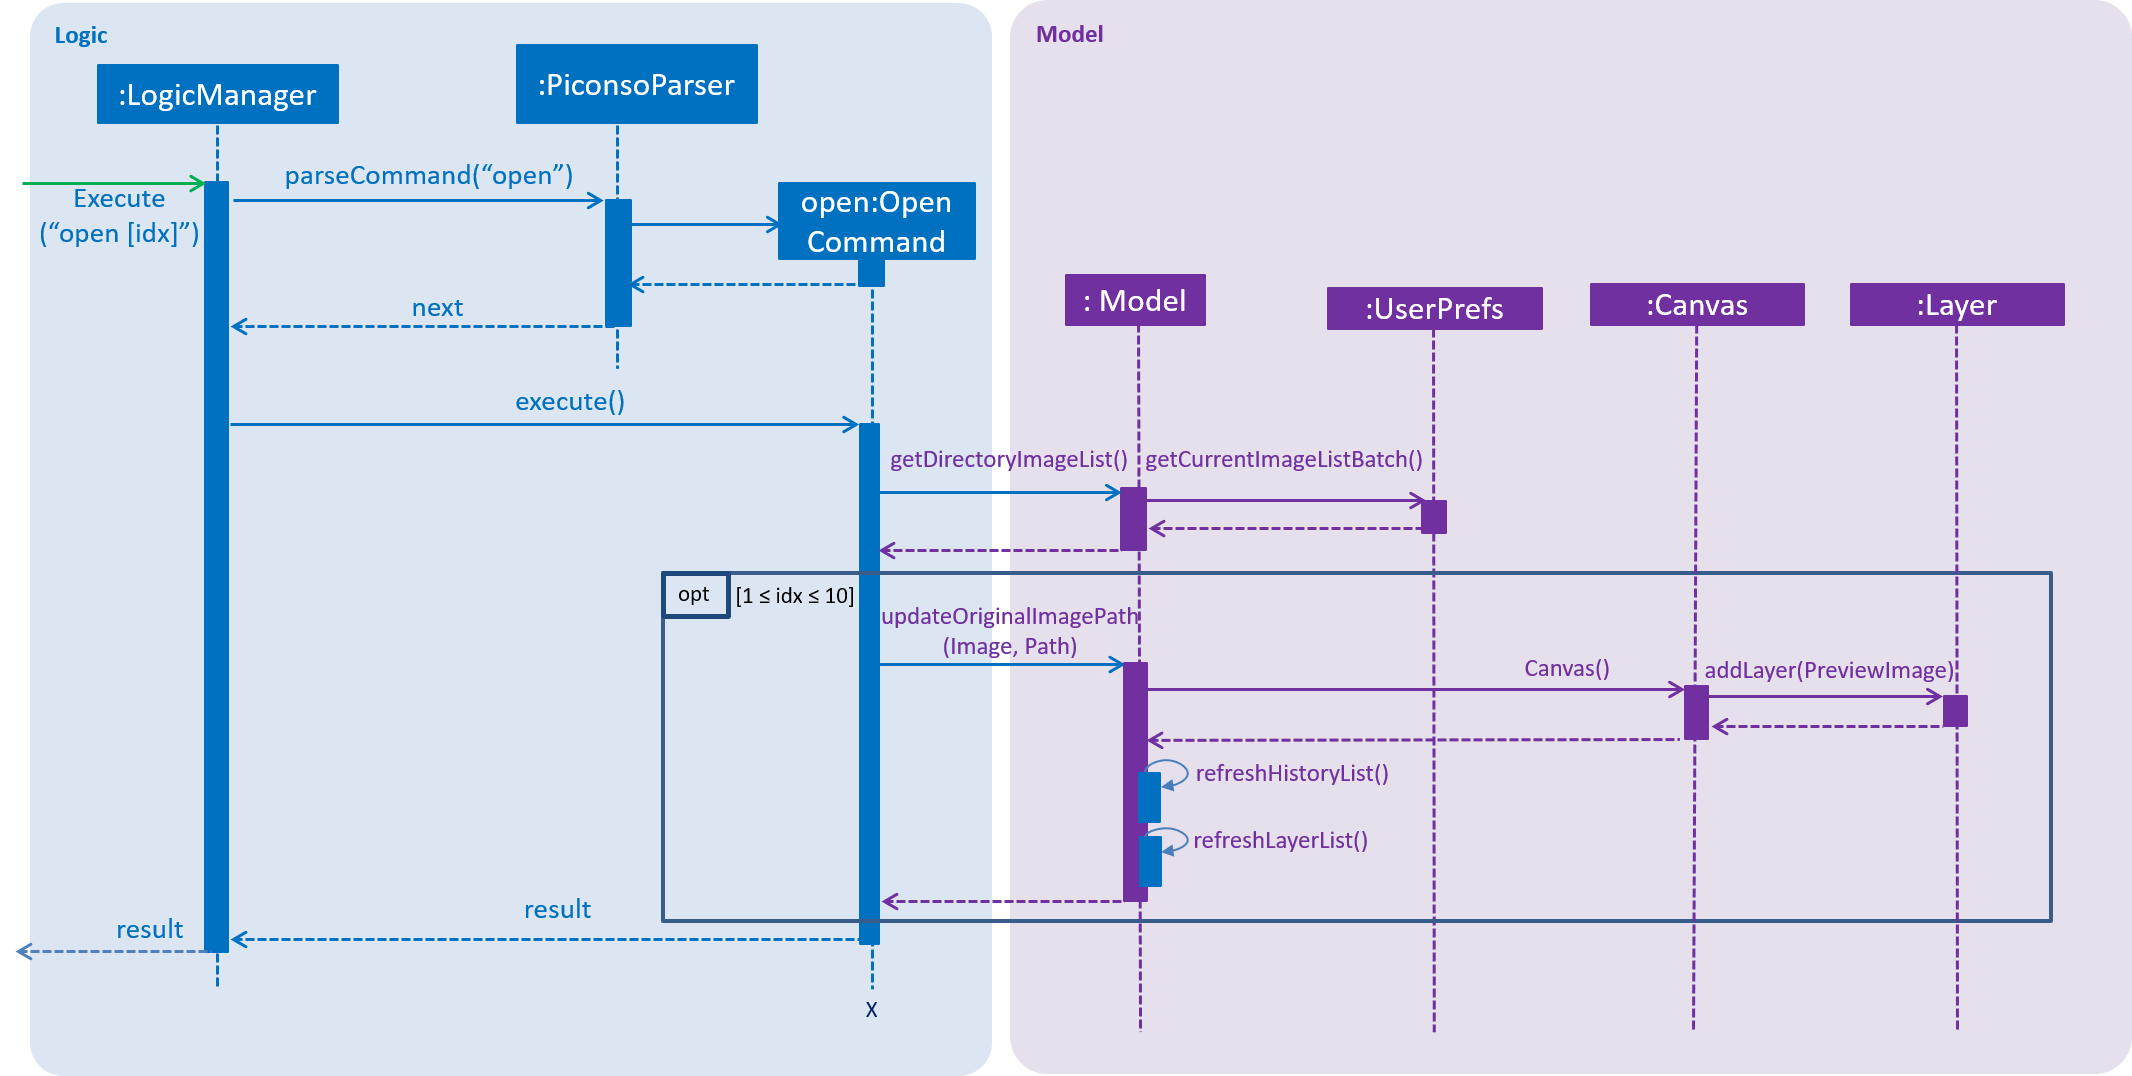 Logic
Model
:LogicManager
:PiconsoParser
parseCommand(“open”)
Execute
(“open [idx]”)
open:Open
Command
next
: Model
:UserPrefs
:Canvas
:Layer
execute()
getDirectoryImageList()
getCurrentImageListBatch()
opt
[1 ≤ idx ≤ 10]
updateOriginalImagePath
(Image, Path)
Canvas()
addLayer(PreviewImage)
refreshHistoryList()
refreshLayerList()
result
result
X